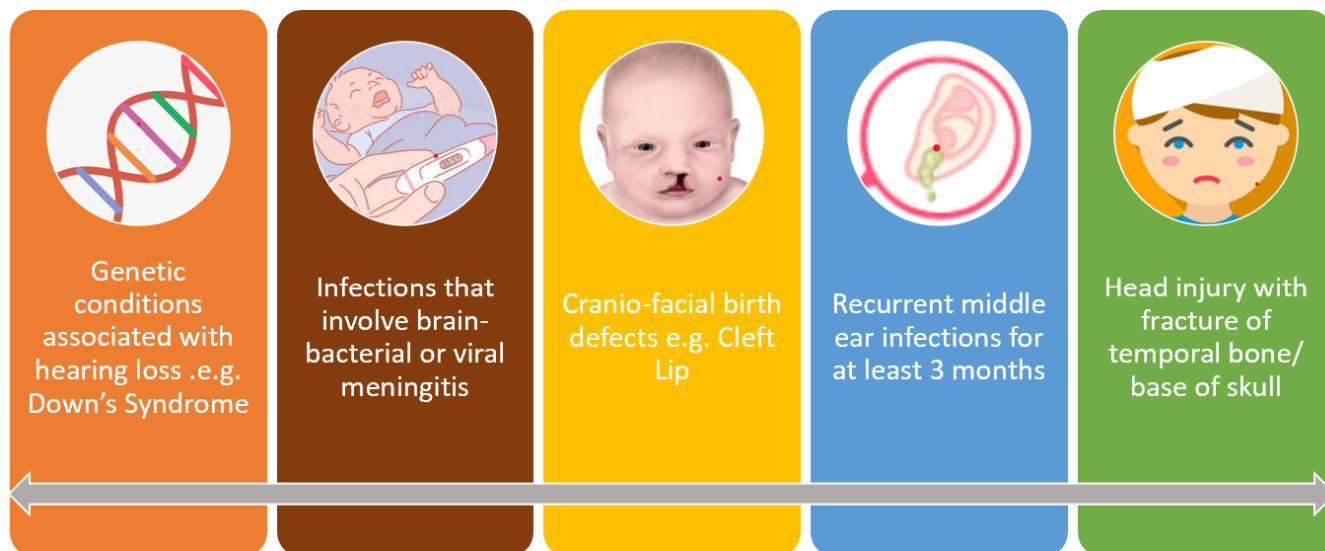 Genetic
conditions
associated with
hearing loss .e.g.
Down's Syndrome
Infections that
involve brain-
bacterial or viral
meningitis
Cranio-facial birth
defects e.g. Cleft
Lip
Recurrent middle
ear infections for
at least 3 months
Head injury with
fracture of
temporal bone/
base of skull